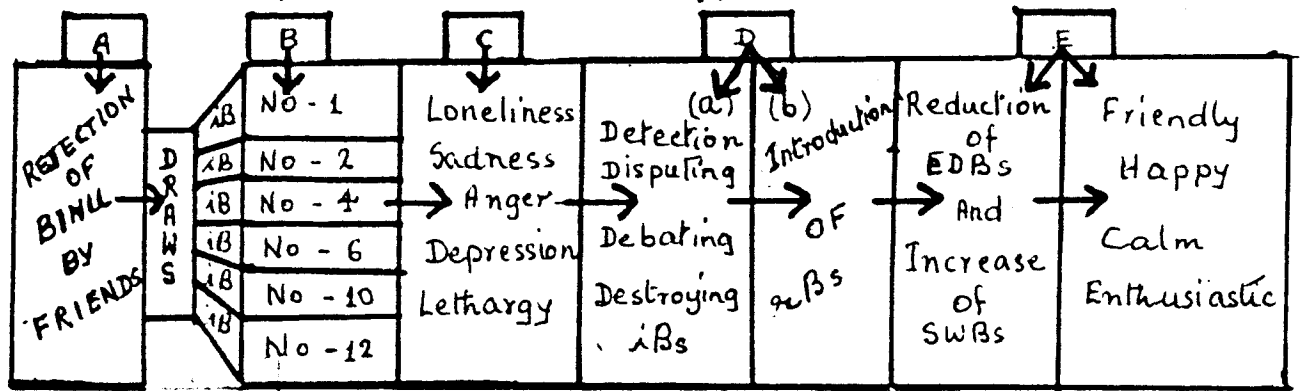 A
B
C
D
E
REJECTION
OF
BINU
BY
FRIENDS
DRAWS
iB
iB
iB
iB
iB
iB
No - 1
No - 2
No - 4
No - 6
No - 10
No - 12
Loneliness
Sadness
Anger
Depression
Lethargy
(a)
Detection
Disputing
Debating
Destroying
iBs
(b)
Introduction
OF
rBs
Reduction
of
EDBs
And
Increase
of
SWBs
Friendly
Happy
Calm
Enthusiastic